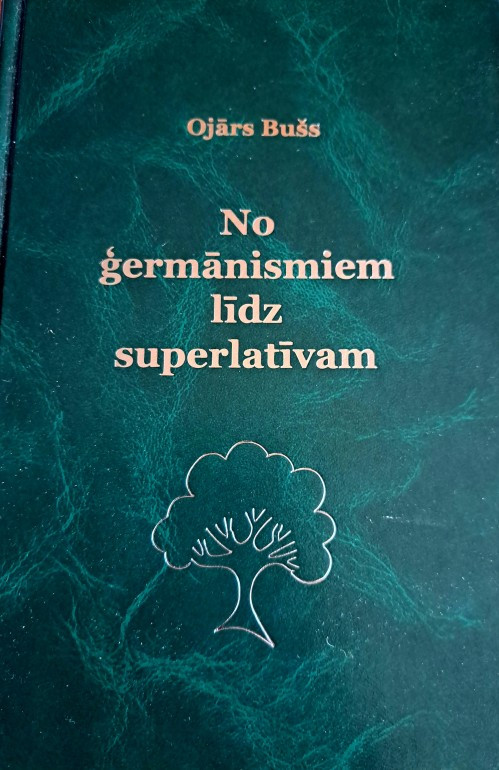 Ojārs Bušs
No
ģermānismiem
līdz
superlatīvam